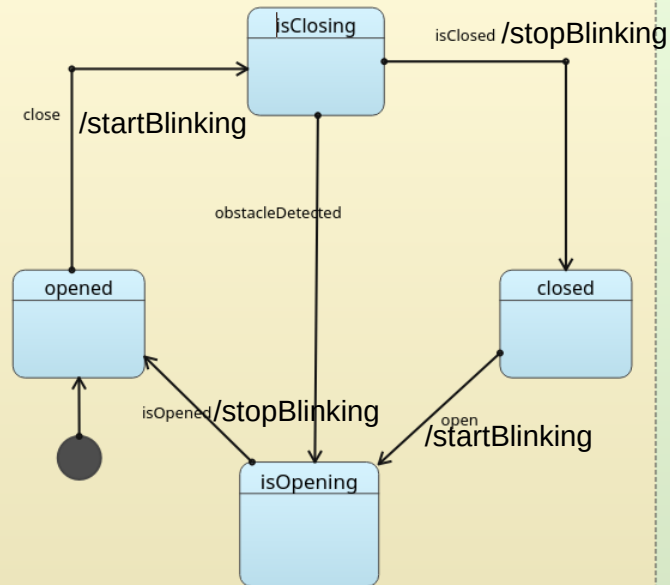 isClosing
isClosed /stopBlinking
close
/startBlinking
obstacleDetected
opened
closed
isOpened/stopBlinking
open
/startBlinking
isOpening